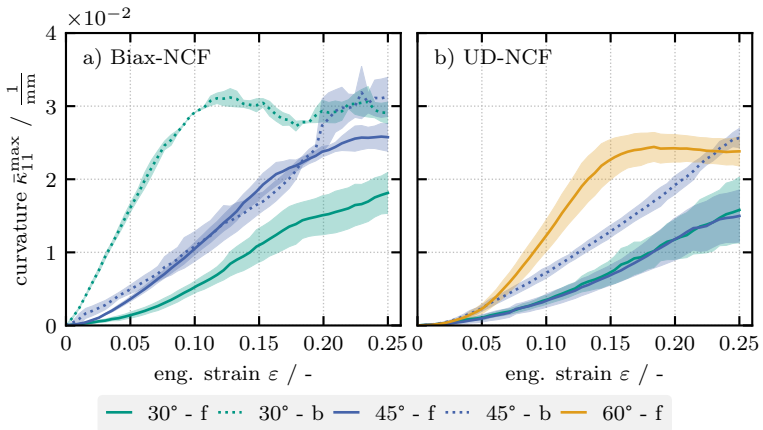 ×10⁻²
a) Biax-NCF
b) UD-NCF
curvature κ̄₁₁ᵐᵃˣ / 1/mm
4
3
2
1
0
0 0.05 0.10 0.15 0.20 0.25
0 0.05 0.10 0.15 0.20 0.25
eng. strain ε / -
eng. strain ε / -
30° - f 30° - b 45° - f 45° - b 60° - f